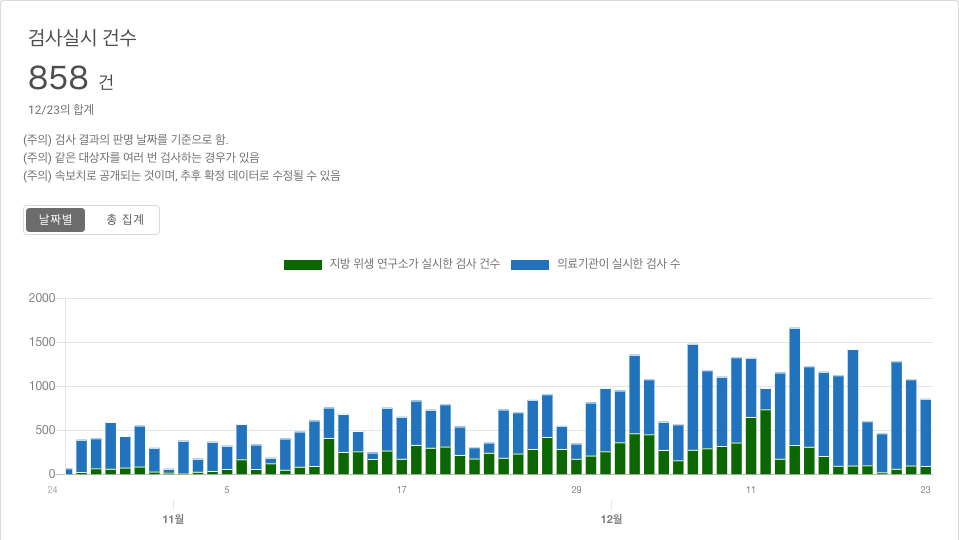 검사실시 건수
858 건
12/23의 합계
(주의) 검사 결과의 판명 날짜를 기준으로 함.
(주의) 같은 대상자를 여러 번 검사하는 경우가 있음
(주의) 속보치로 공개되는 것이며, 추후 확정 데이터로 수정될 수 있음
날짜별 총 집계
지방 위생 연구소가 실시한 검사 건수 의료기관이 실시한 검사 수
2000
1500
1000
500
0
24 5 17 29 11 23
11월 12월